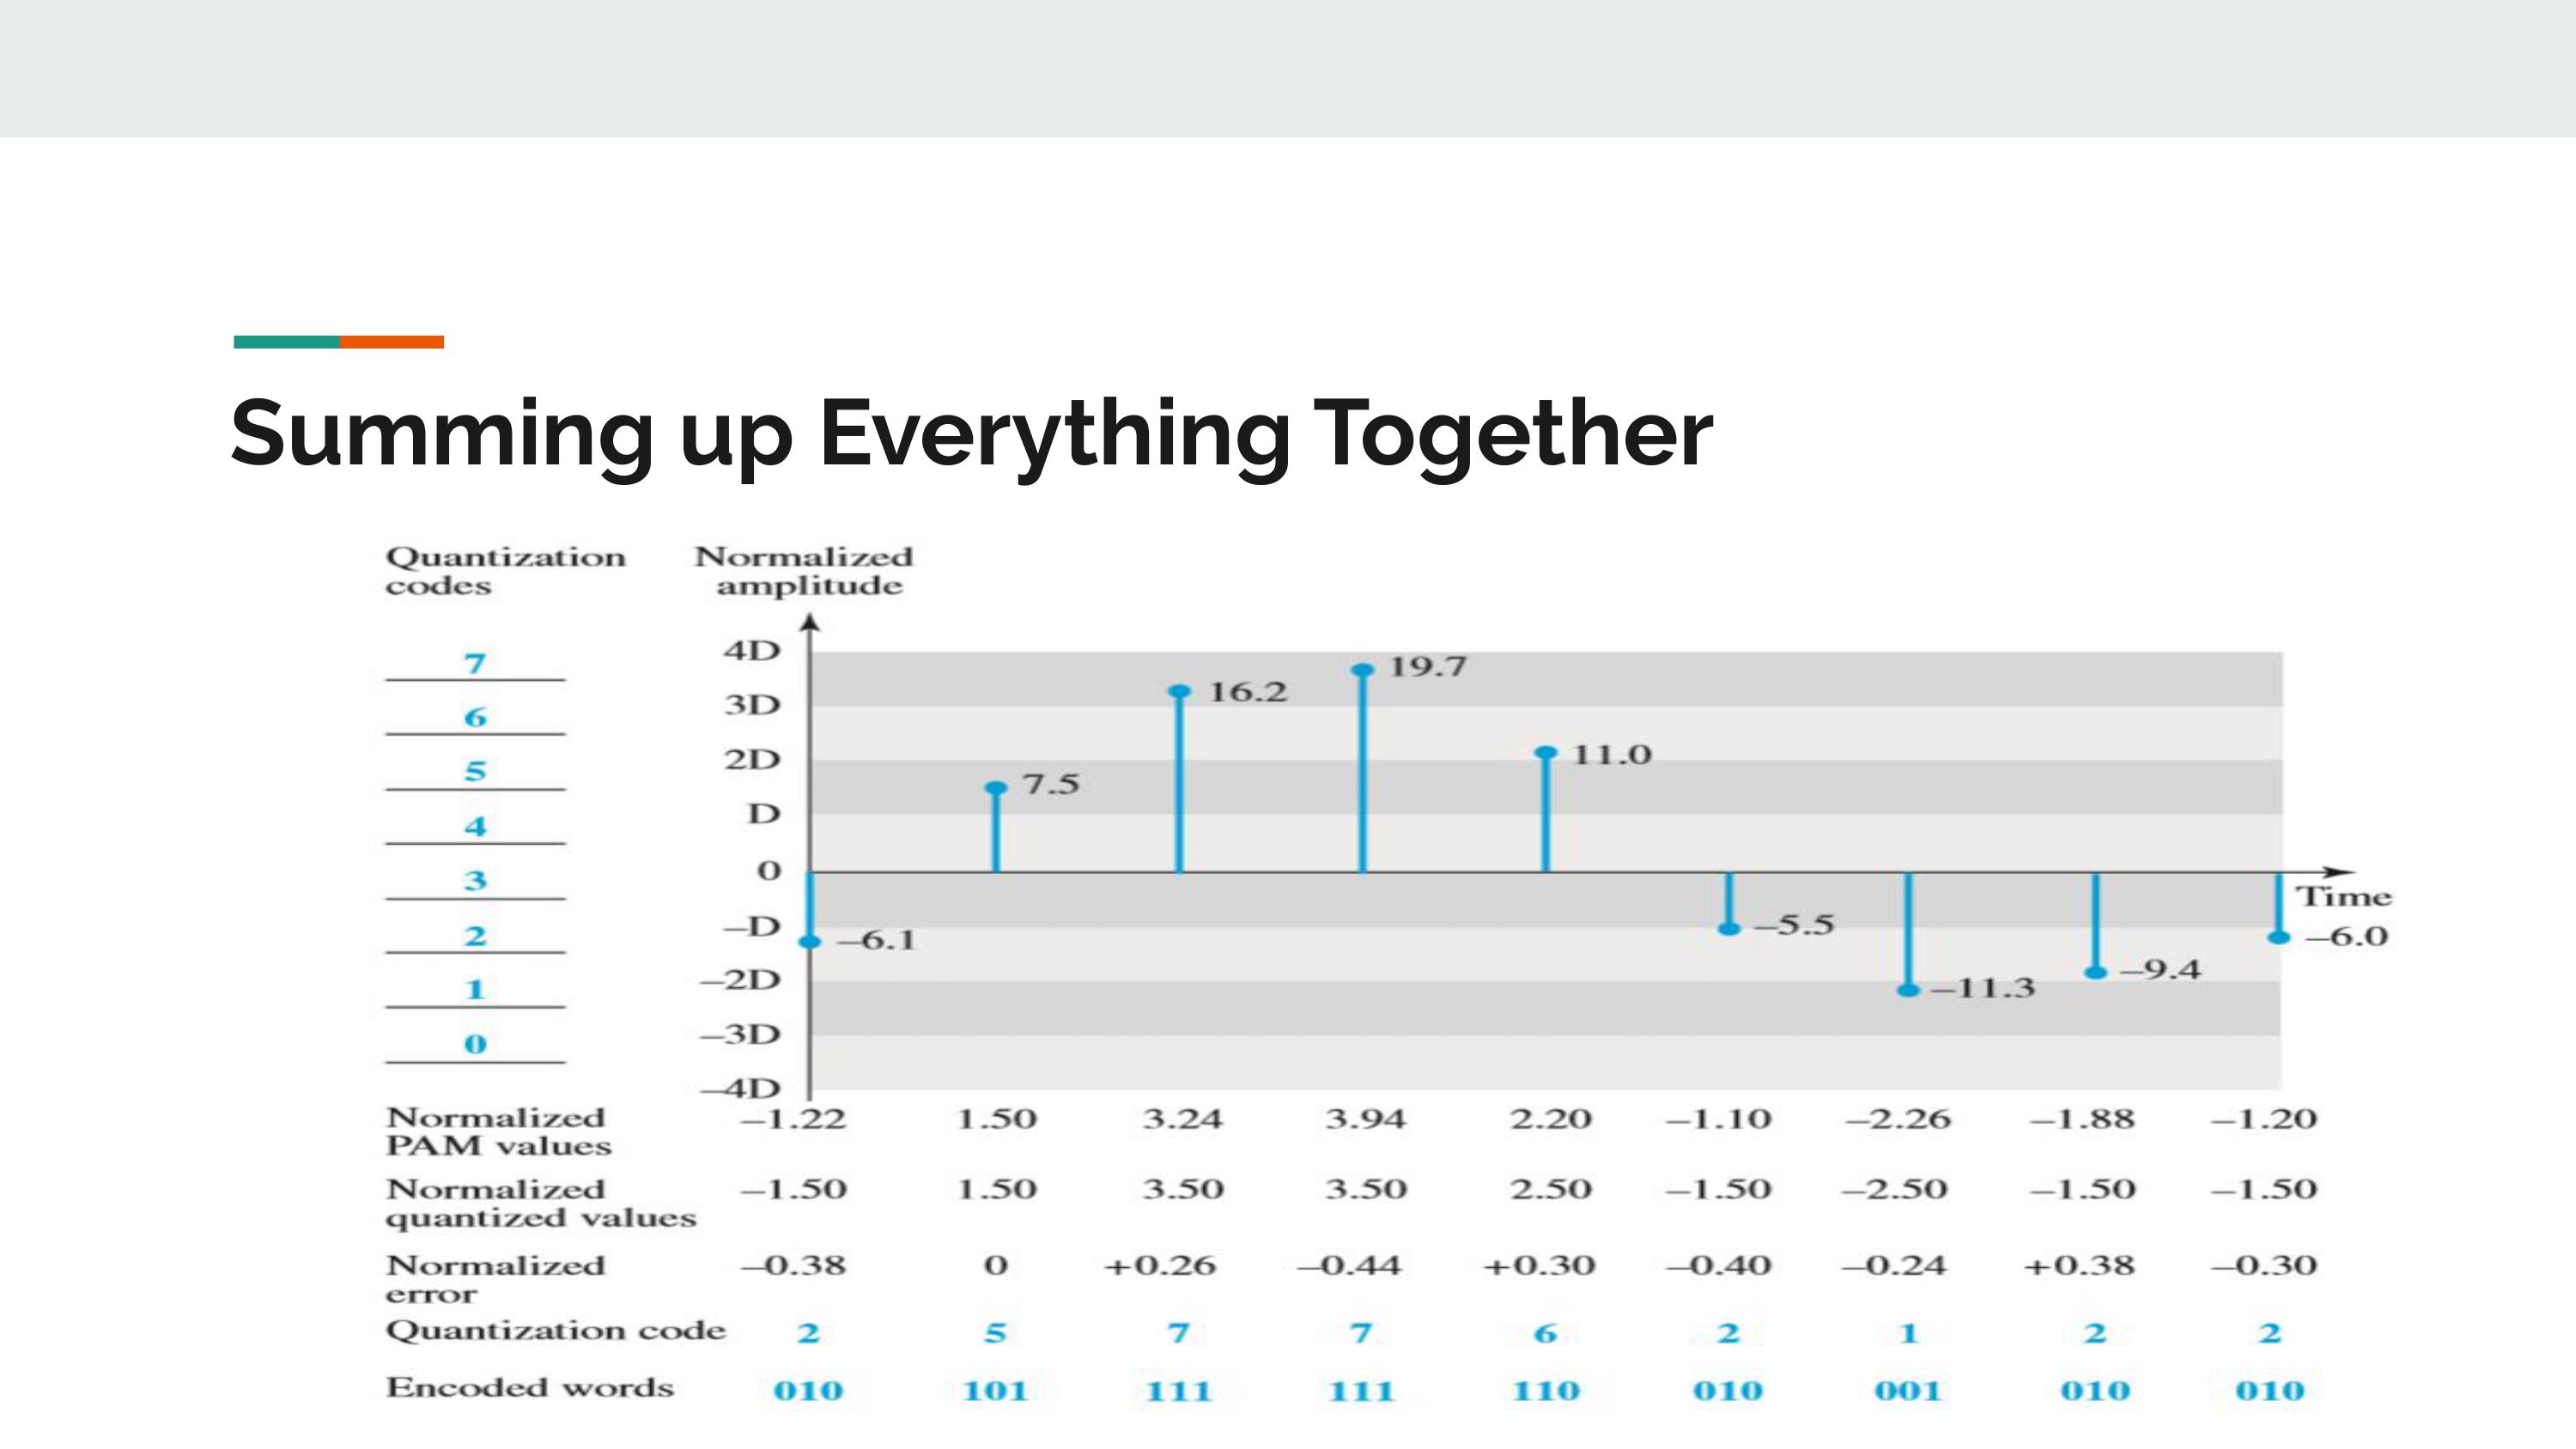 Summing up Everything Together
Quantization
codes
Normalized
amplitude
7
6
5
4
3
2
1
0
4D
3D
2D
D
0
–D
–2D
–3D
–4D
–6.1
7.5
16.2
19.7
11.0
–5.5
–11.3
–9.4
–6.0
Time
Normalized
PAM values
–1.22 1.50 3.24 3.94 2.20 –1.10 –2.26 –1.88 –1.20
Normalized
quantized values
–1.50 1.50 3.50 3.50 2.50 –1.50 –2.50 –1.50 –1.50
Normalized
error
–0.38 0 +0.26 –0.44 +0.30 –0.40 –0.24 +0.38 –0.30
Quantization code 2 5 7 7 6 2 1 2 2
Encoded words 010 101 111 111 110 010 001 010 010